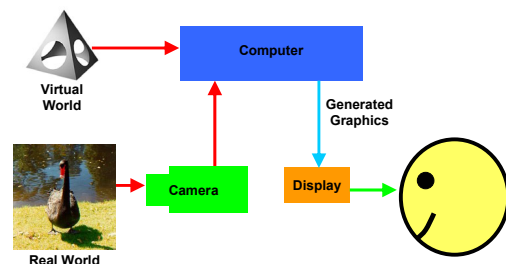 Computer
Virtual
World
Generated
Graphics
Camera
Display
Real World